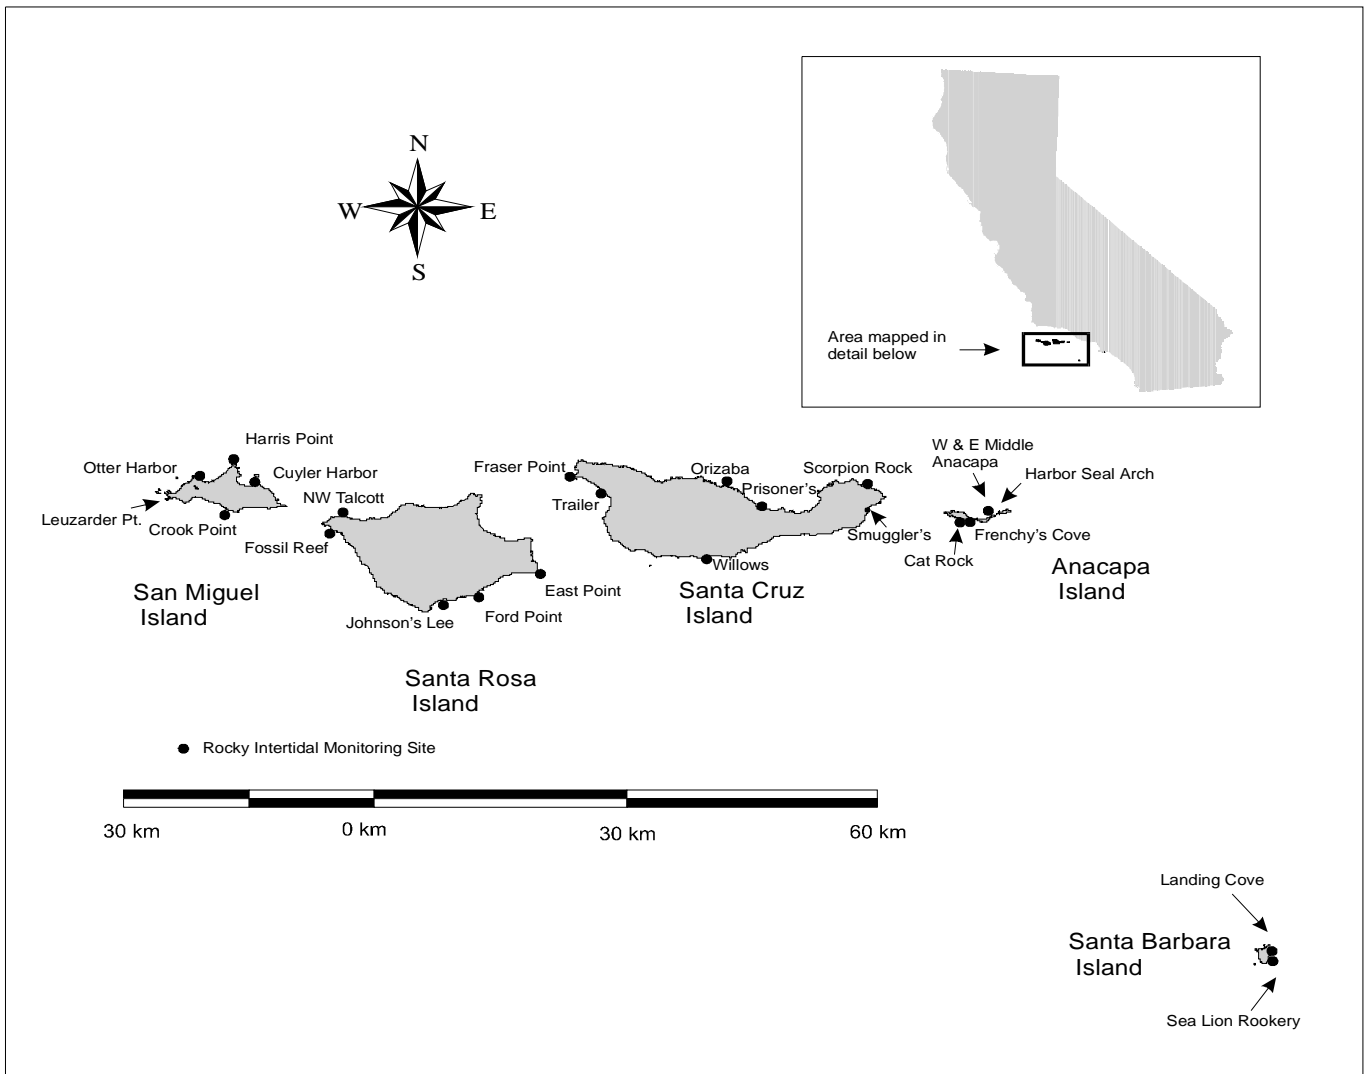 N
W
E
S
Area mapped in
detail below
Harris Point
Otter Harbor
Cuyler Harbor
NW Talcott
Leuzarder Pt.
Crook Point
Fossil Reef
San Miguel
Island
Fraser Point
Trailer
Orizaba
Prisoner's
Scorpion Rock
Smuggler's
Willows
Santa Cruz
Island
W & E Middle
Anacapa
Harbor Seal Arch
Frenchy's Cove
Cat Rock
Anacapa
Island
East Point
Ford Point
Johnson's Lee
Santa Rosa
Island
Rocky Intertidal Monitoring Site
30 km
0 km
30 km
60 km
Landing Cove
Santa Barbara
Island
Sea Lion Rookery